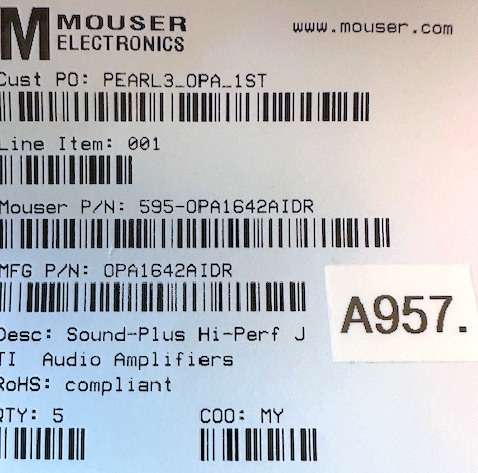 M MOUSER
ELECTRONICS
www.mouser.com
Cust PO: PEARL3_OPA_1ST
Line Item: 001
Mouser P/N: 595-OPA1642AIDR
MFG P/N: OPA1642AIDR
A957.
Desc: Sound-Plus Hi-Perf J
TI Audio Amplifiers
RoHS: compliant
QTY: 5 COO: MY